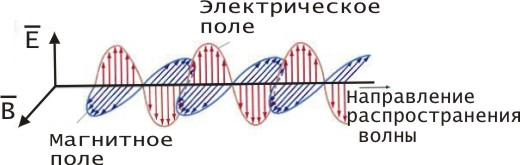 Электрическое
поле
E
B
Магнитное
поле
Направление
распространения
волны